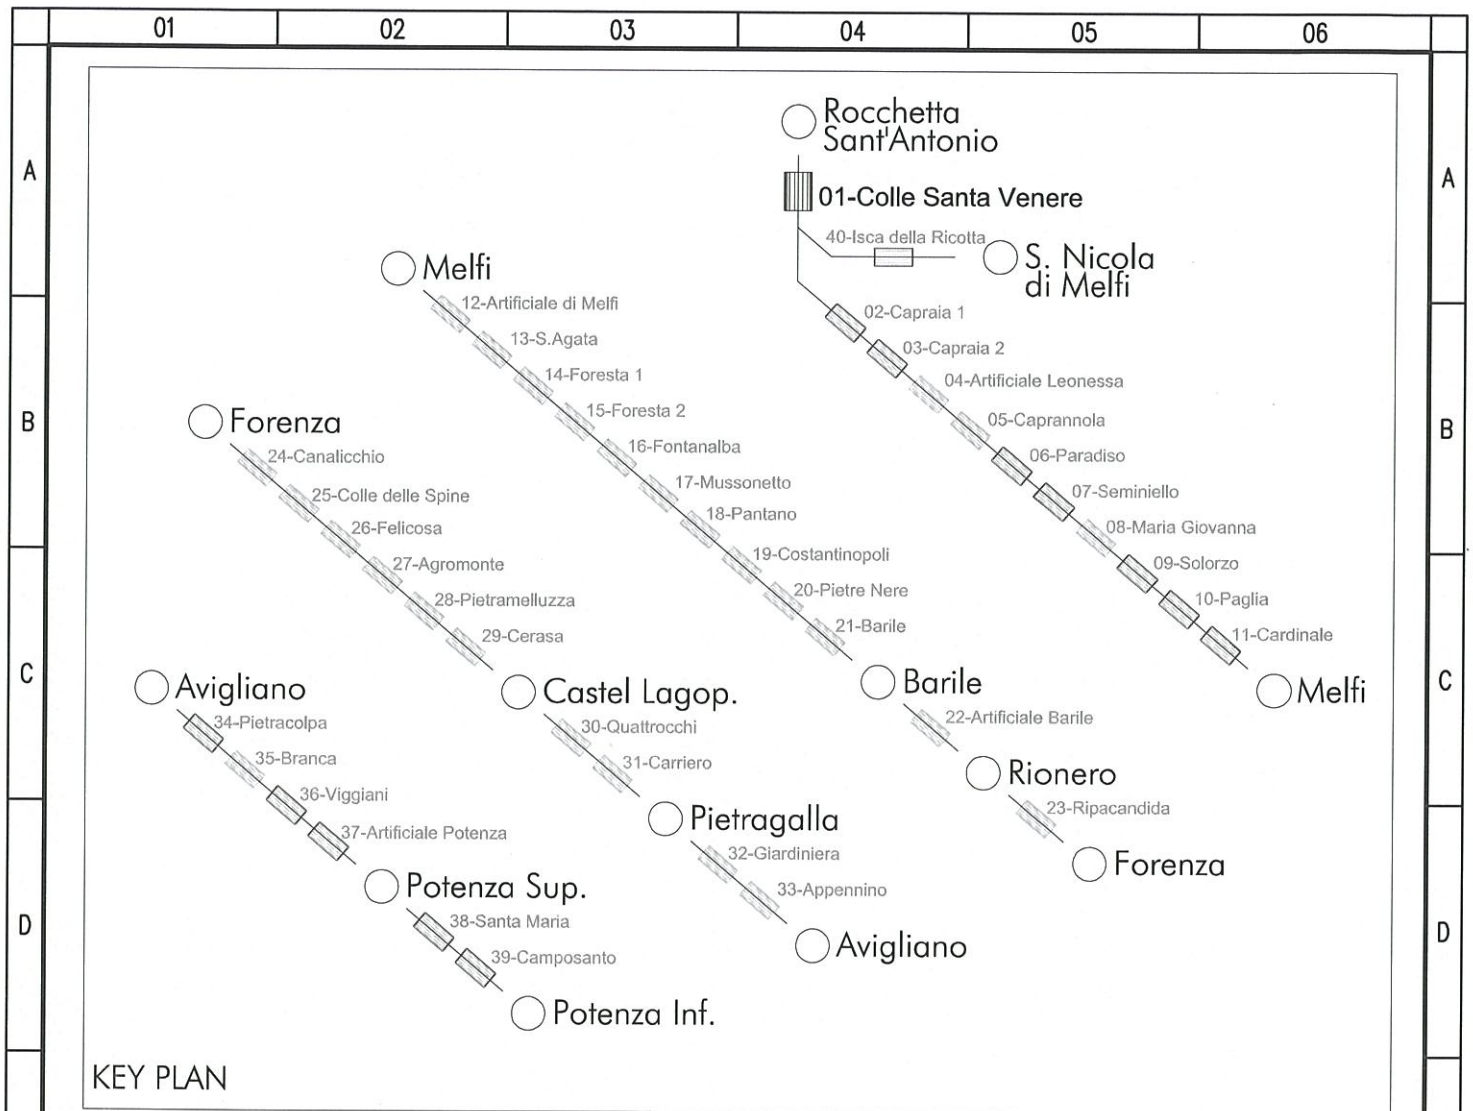 01 02 03 04 05 06
A
A
Rocchetta
Sant'Antonio
01-Colle Santa Venere
40-Isca della Ricotta
S. Nicola
di Melfi
02-Capraia 1
03-Capraia 2
04-Artificiale Leonessa
05-Caprannola
06-Paradiso
07-Seminiello
08-Maria Giovanna
09-Solorzo
10-Paglia
11-Cardinale
Melfi
Melfi
12-Artificiale di Melfi
13-S.Agata
14-Foresta 1
15-Foresta 2
16-Fontanalba
17-Mussonetto
18-Pantano
19-Costantinopoli
20-Pietre Nere
21-Barile
Barile
22-Artificiale Barile
Rionero
23-Ripacandida
Forenza
B
B
Forenza
24-Canalicchio
25-Colle delle Spine
26-Felicosa
27-Agromonte
28-Pietramelluzza
29-Cerasa
Castel Lagop.
30-Quattrocchi
31-Carriero
Pietragalla
32-Giardiniera
33-Appennino
Avigliano
C
C
Avigliano
34-Pietracolpa
35-Branca
36-Viggiani
37-Artificiale Potenza
Potenza Sup.
38-Santa Maria
39-Camposanto
Potenza Inf.
D
D
KEY PLAN